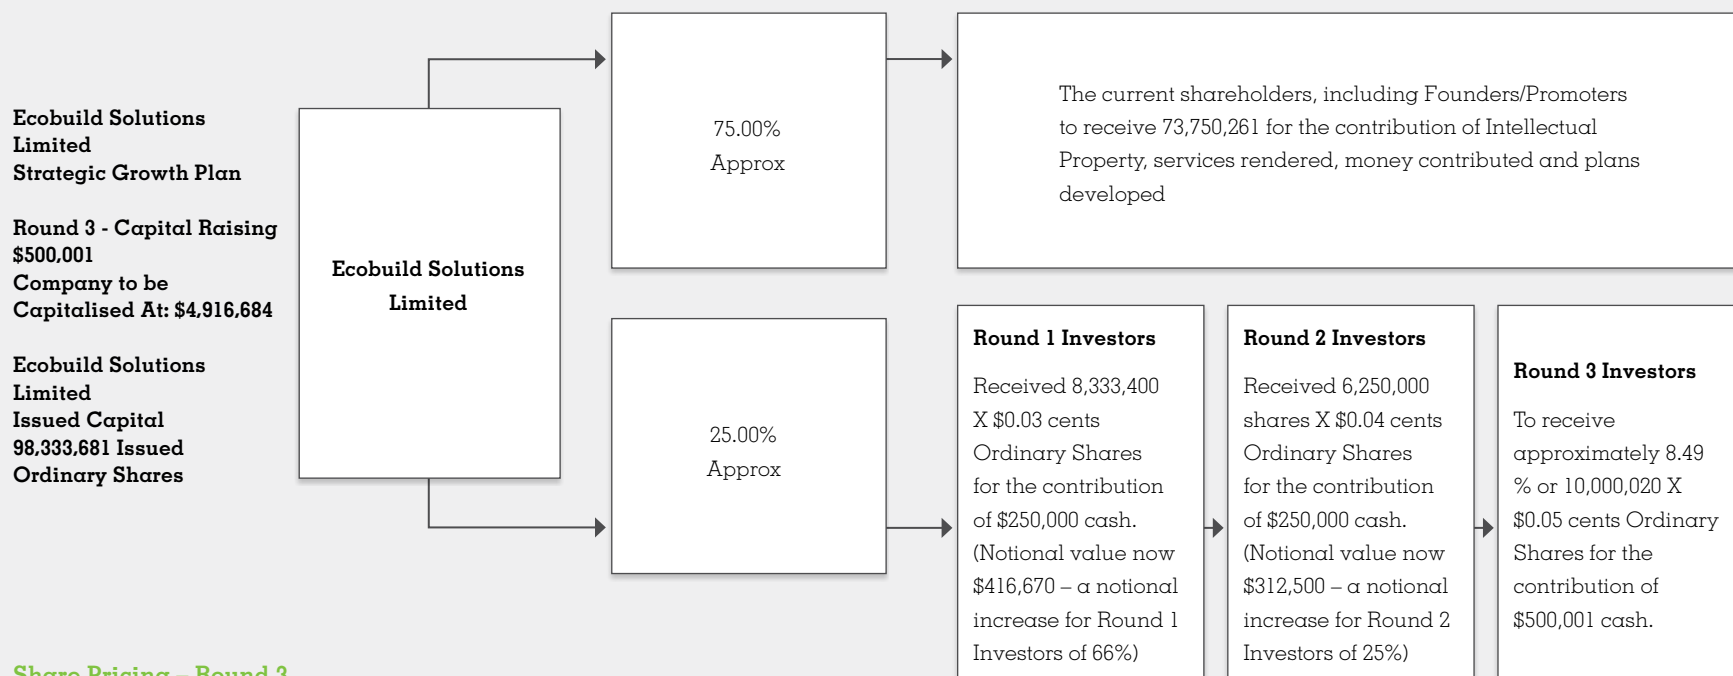 Ecobuild Solutions
Limited
Strategic Growth Plan
Round 3 - Capital Raising
$500,001
Company to be
Capitalised At: $4,916,684
Ecobuild Solutions
Limited
Issued Capital
98,333,681 Issued
Ordinary Shares
Ecobuild Solutions
Limited
75.00%
Approx
The current shareholders, including Founders/Promoters
to receive 73,750,261 for the contribution of Intellectual
Property, services rendered, money contributed and plans
developed
25.00%
Approx
Round 1 Investors
Received 8,333,400
X $0.03 cents
Ordinary Shares
for the contribution
of $250,000 cash.
(Notional value now
$416,670 – a notional
increase for Round 1
Investors of 66%)
Round 2 Investors
Received 6,250,000
shares X $0.04 cents
Ordinary Shares
for the contribution
of $250,000 cash.
(Notional value now
$312,500 – a notional
increase for Round 2
Investors of 25%)
Round 3 Investors
To receive
approximately 8.49
% or 10,000,020 X
$0.05 cents Ordinary
Shares for the
contribution of
$500,001 cash.
Share Pricing – Round 3